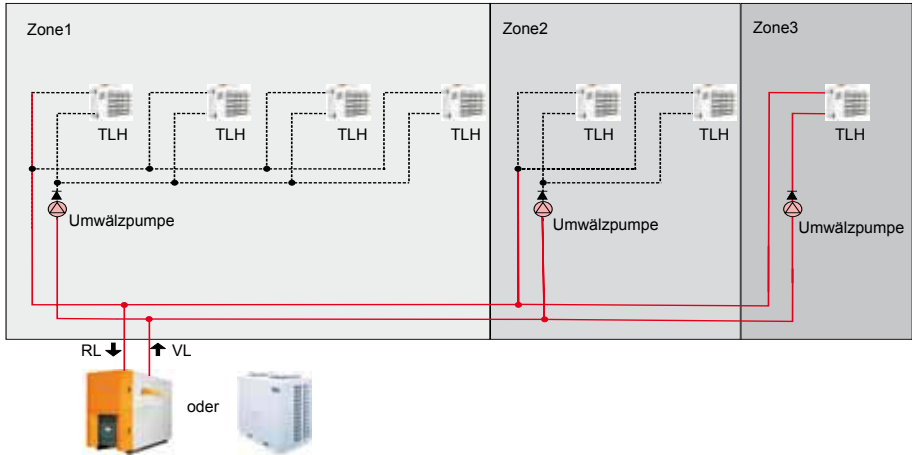 Zone1
Zone2
Zone3
TLH
TLH
TLH
TLH
TLH
TLH
TLH
Umwälzpumpe
Umwälzpumpe
Umwälzpumpe
RL
VL
oder